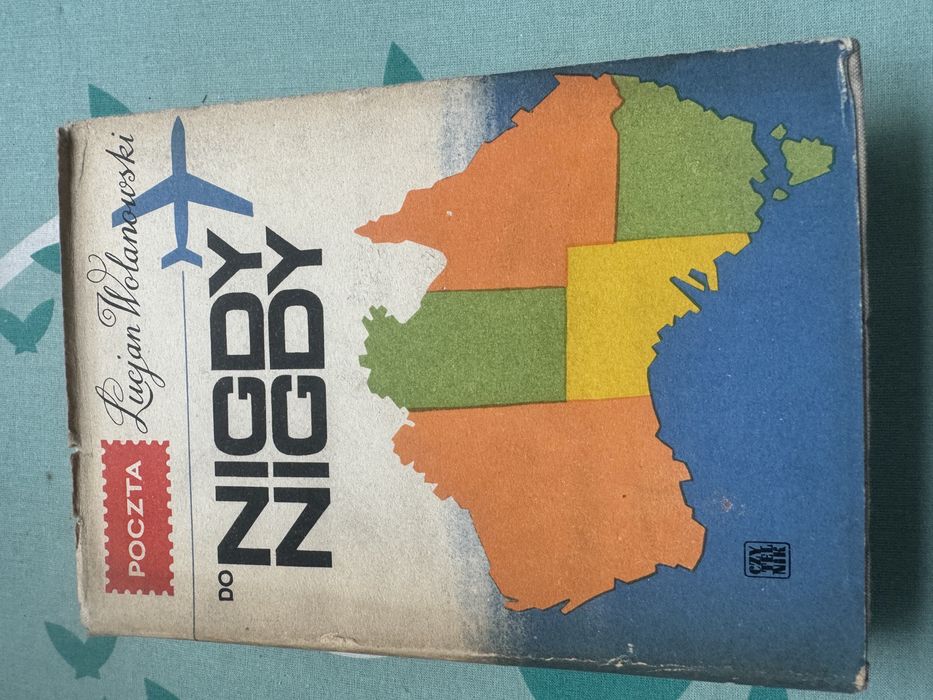 Lucjan Wolanowski
POCZTA
DO
NIGDY
NIGDY
CZY
TEL
NIK